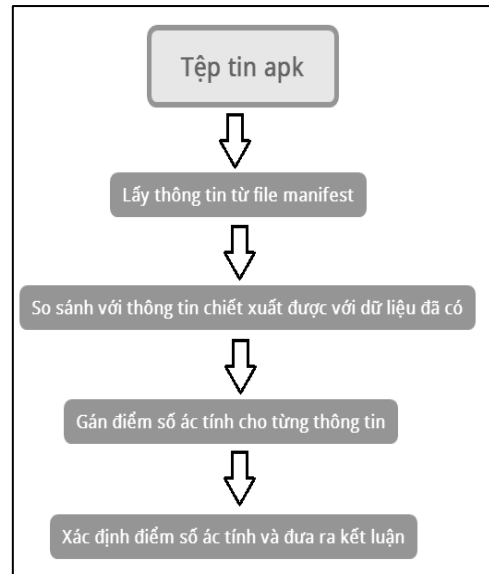 Tệp tin apk
Lấy thông tin từ file manifest
So sánh với thông tin chiết xuất được với dữ liệu đã có
Gán điểm số ác tính cho từng thông tin
Xác định điểm số ác tính và đưa ra kết luận